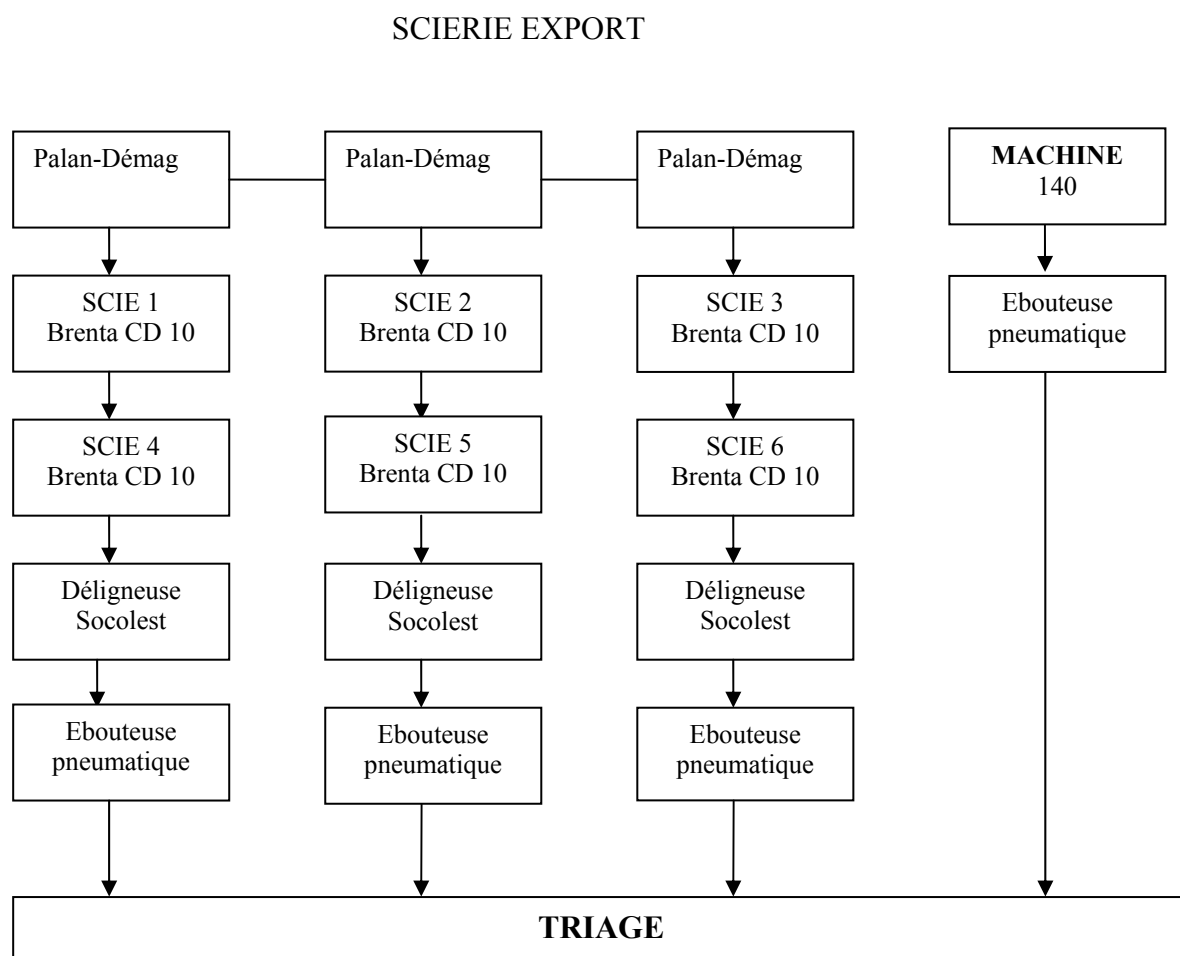 SCIERIE EXPORT
Palan-Démag
Palan-Démag
Palan-Démag
MACHINE
140
SCIE 1
Brenta CD 10
SCIE 2
Brenta CD 10
SCIE 3
Brenta CD 10
Ebouteuse
pneumatique
SCIE 4
Brenta CD 10
SCIE 5
Brenta CD 10
SCIE 6
Brenta CD 10
Déligneuse
Socolest
Déligneuse
Socolest
Déligneuse
Socolest
Ebouteuse
pneumatique
Ebouteuse
pneumatique
Ebouteuse
pneumatique
TRIAGE